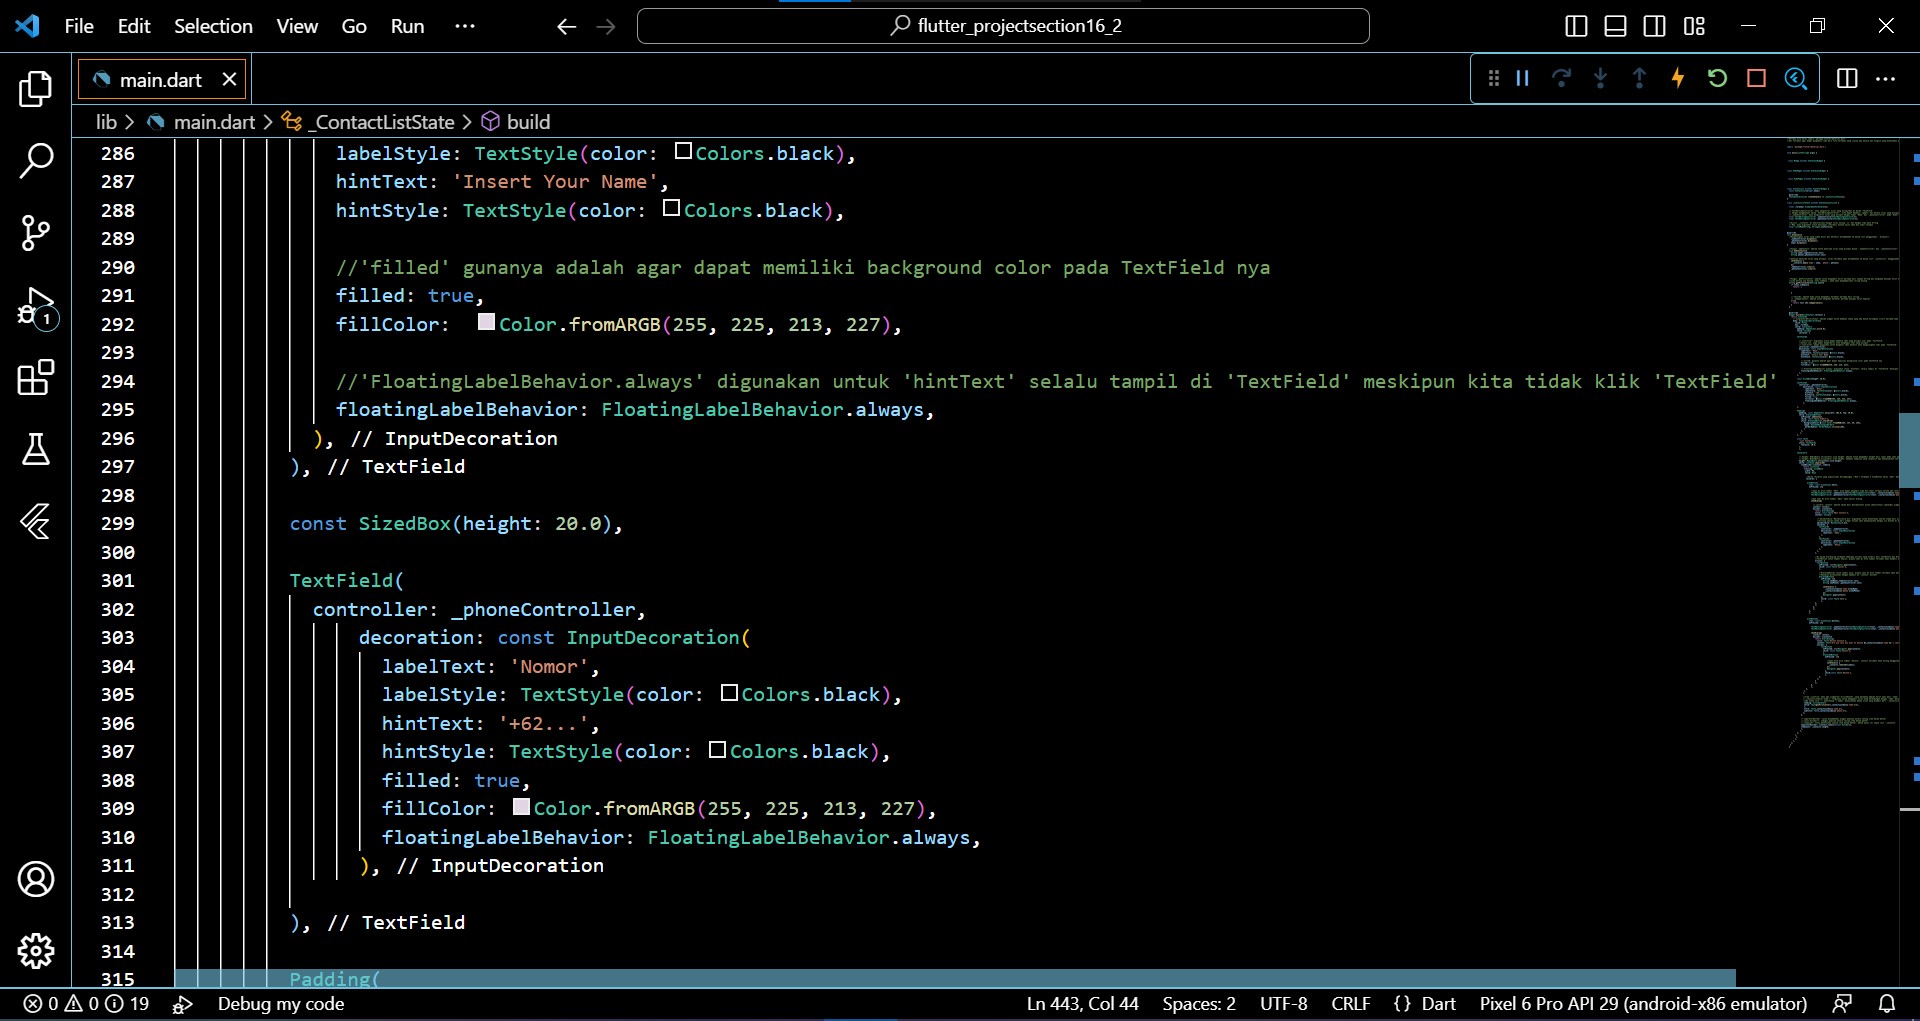 File Edit Selection View Go Run ··· flutter_projectsection16_2
main.dart
lib > main.dart > _ContactListState > build
286 labelStyle: TextStyle(color: Colors.black),
287 hintText: 'Insert Your Name',
288 hintStyle: TextStyle(color: Colors.black),
289
290 //'filled' gunanya adalah agar dapat memiliki background color pada TextField nya
291 filled: true,
292 fillColor: Color.fromARGB(255, 225, 213, 227),
293
294 //'FloatingLabelBehavior.always' digunakan untuk 'hintText' selalu tampil di 'TextField' meskipun kita tidak klik 'TextField'
295 floatingLabelBehavior: FloatingLabelBehavior.always,
296 ), // InputDecoration
297 ), // TextField
298
299 const SizedBox(height: 20.0),
300
301 TextField(
302 controller: _phoneController,
303 decoration: const InputDecoration(
304 labelText: 'Nomor',
305 labelStyle: TextStyle(color: Colors.black),
306 hintText: '+62...',
307 hintStyle: TextStyle(color: Colors.black),
308 filled: true,
309 fillColor: Color.fromARGB(255, 225, 213, 227),
310 floatingLabelBehavior: FloatingLabelBehavior.always,
311 ), // InputDecoration
312
313 ), // TextField
314
315 Padding(
1
0 0 19 Debug my code Ln 443, Col 44 Spaces: 2 UTF-8 CRLF {} Dart Pixel 6 Pro API 29 (android-x86 emulator)